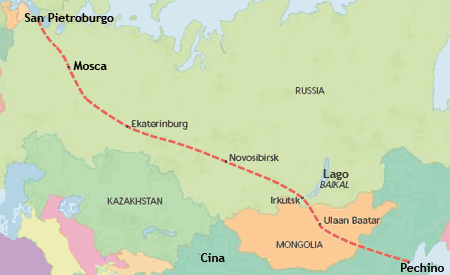 San Pietroburgo
Mosca
RUSSIA
Ekaterinburg
Novosibirsk
Lago
BAIKAL
Irkutsk
KAZAKHSTAN
Ulaan Baatar
MONGOLIA
Cina
Pechino